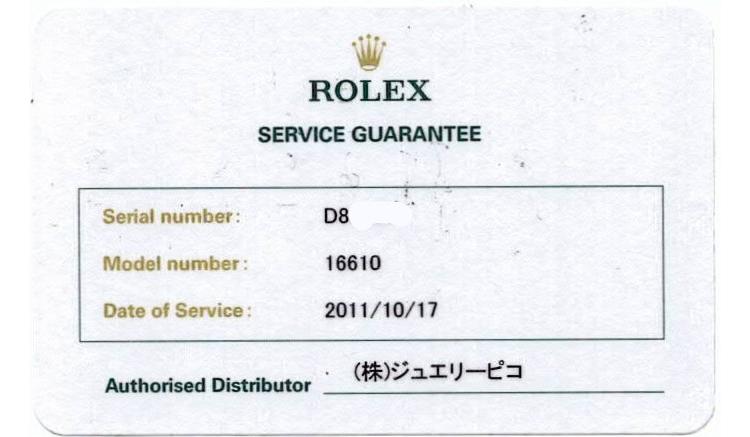 ROLEX
SERVICE GUARANTEE
Serial number: D8
Model number: 16610
Date of Service: 2011/10/17
Authorised Distributor (株)ジュエリーピコ